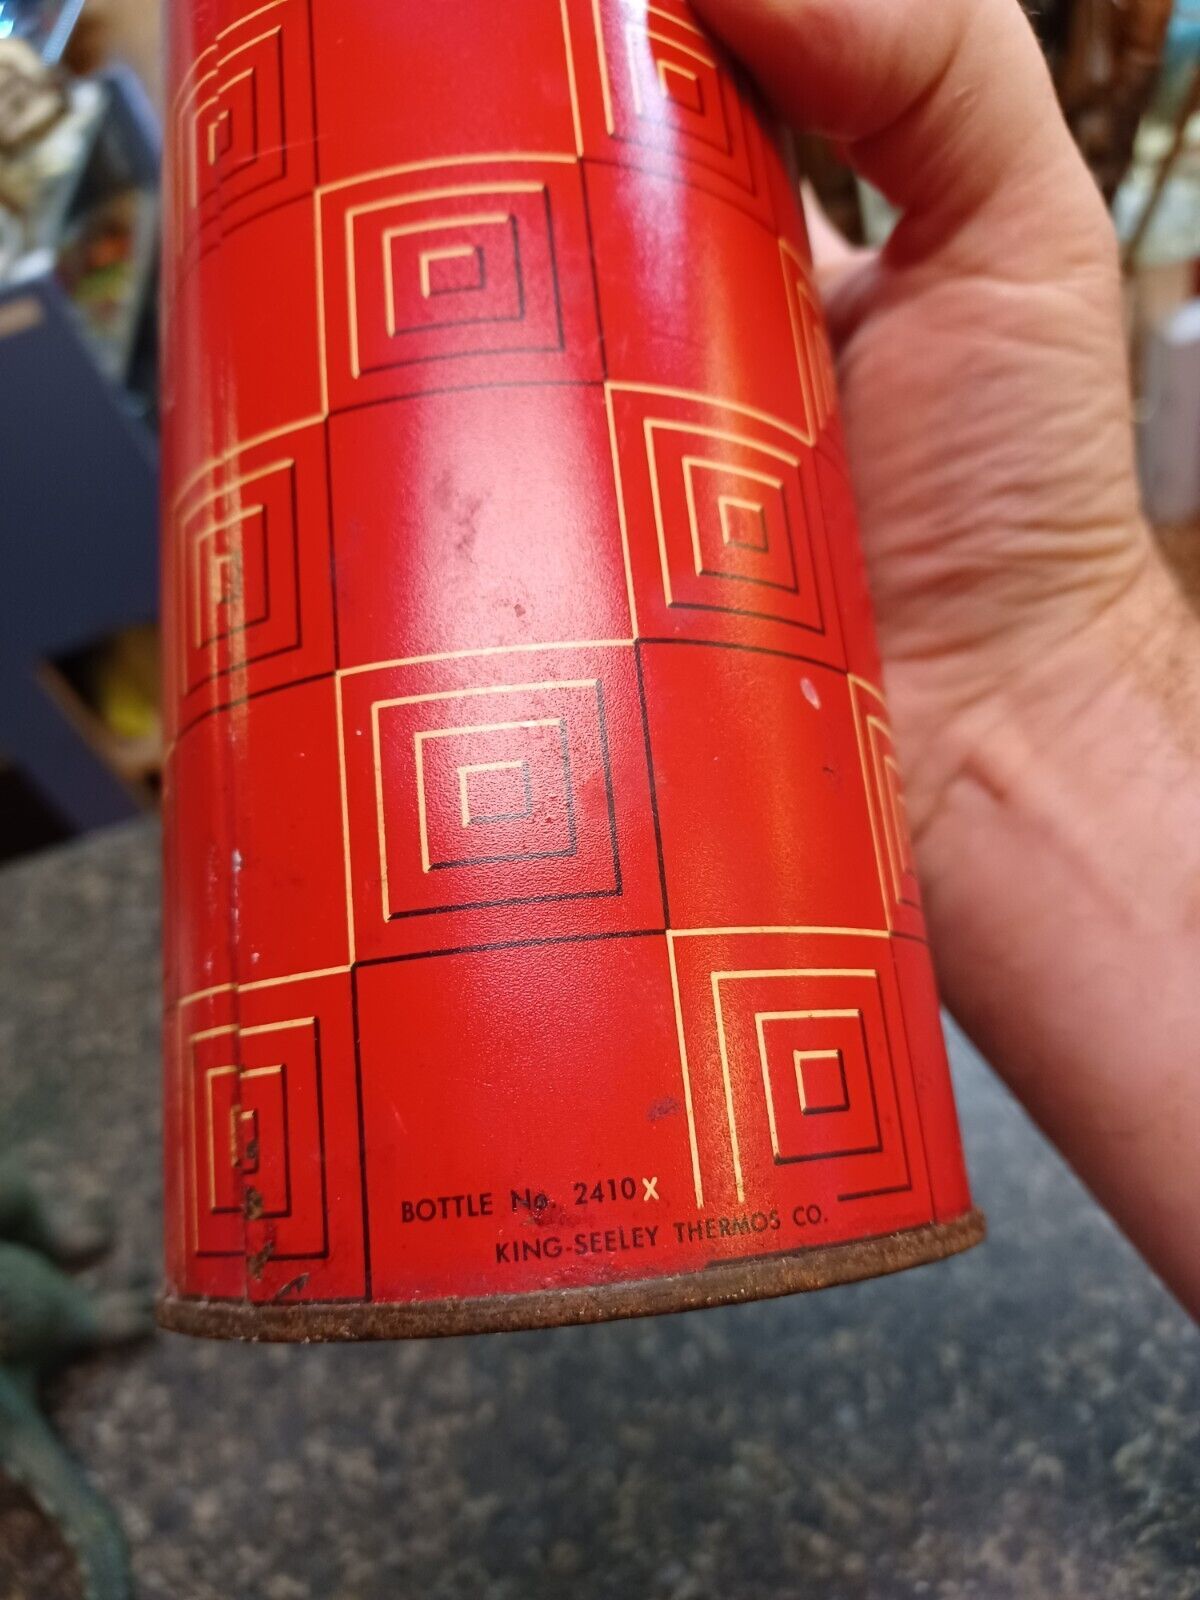 BOTTLE No. 2410X
KING-SEELEY THERMOS CO.